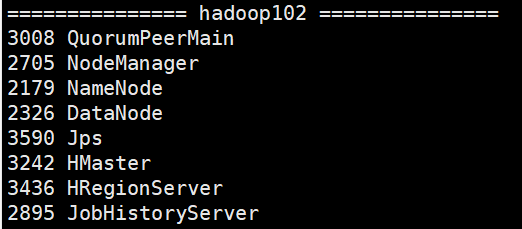 =============== hadoop102 ===============
3008 QuorumPeerMain
2705 NodeManager
2179 NameNode
2326 DataNode
3590 Jps
3242 HMaster
3436 HRegionServer
2895 JobHistoryServer